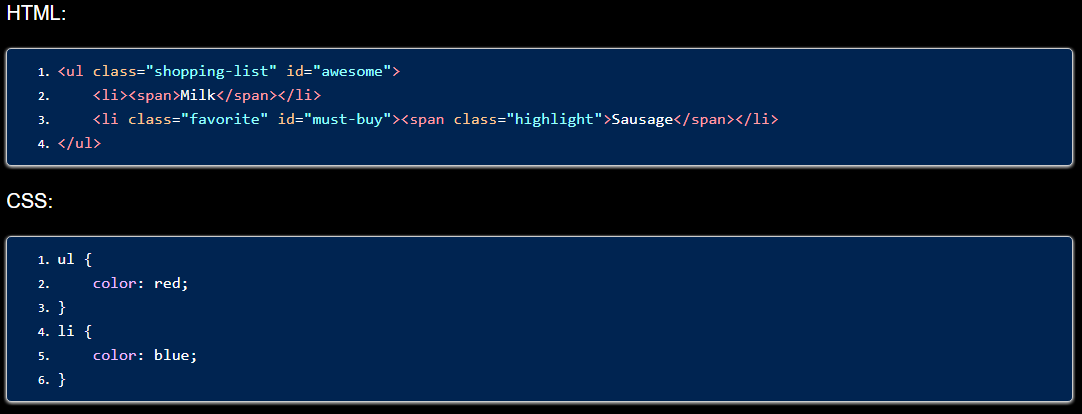 HTML:
1. <ul class="shopping-list" id="awesome">
2.     <li><span>Milk</span></li>
3.     <li class="favorite" id="must-buy"><span class="highlight">Sausage</span></li>
4. </ul>
CSS:
1. ul {
2.     color: red;
3. }
4. li {
5.     color: blue;
6. }